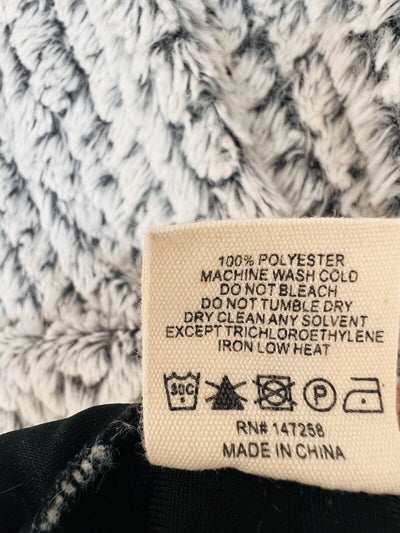 100% POLYESTER
MACHINE WASH COLD
DO NOT BLEACH
DO NOT TUMBLE DRY
DRY CLEAN ANY SOLVENT
EXCEPT TRICHLOROETHYLENE
IRON LOW HEAT
30C P
RN# 147258
MADE IN CHINA